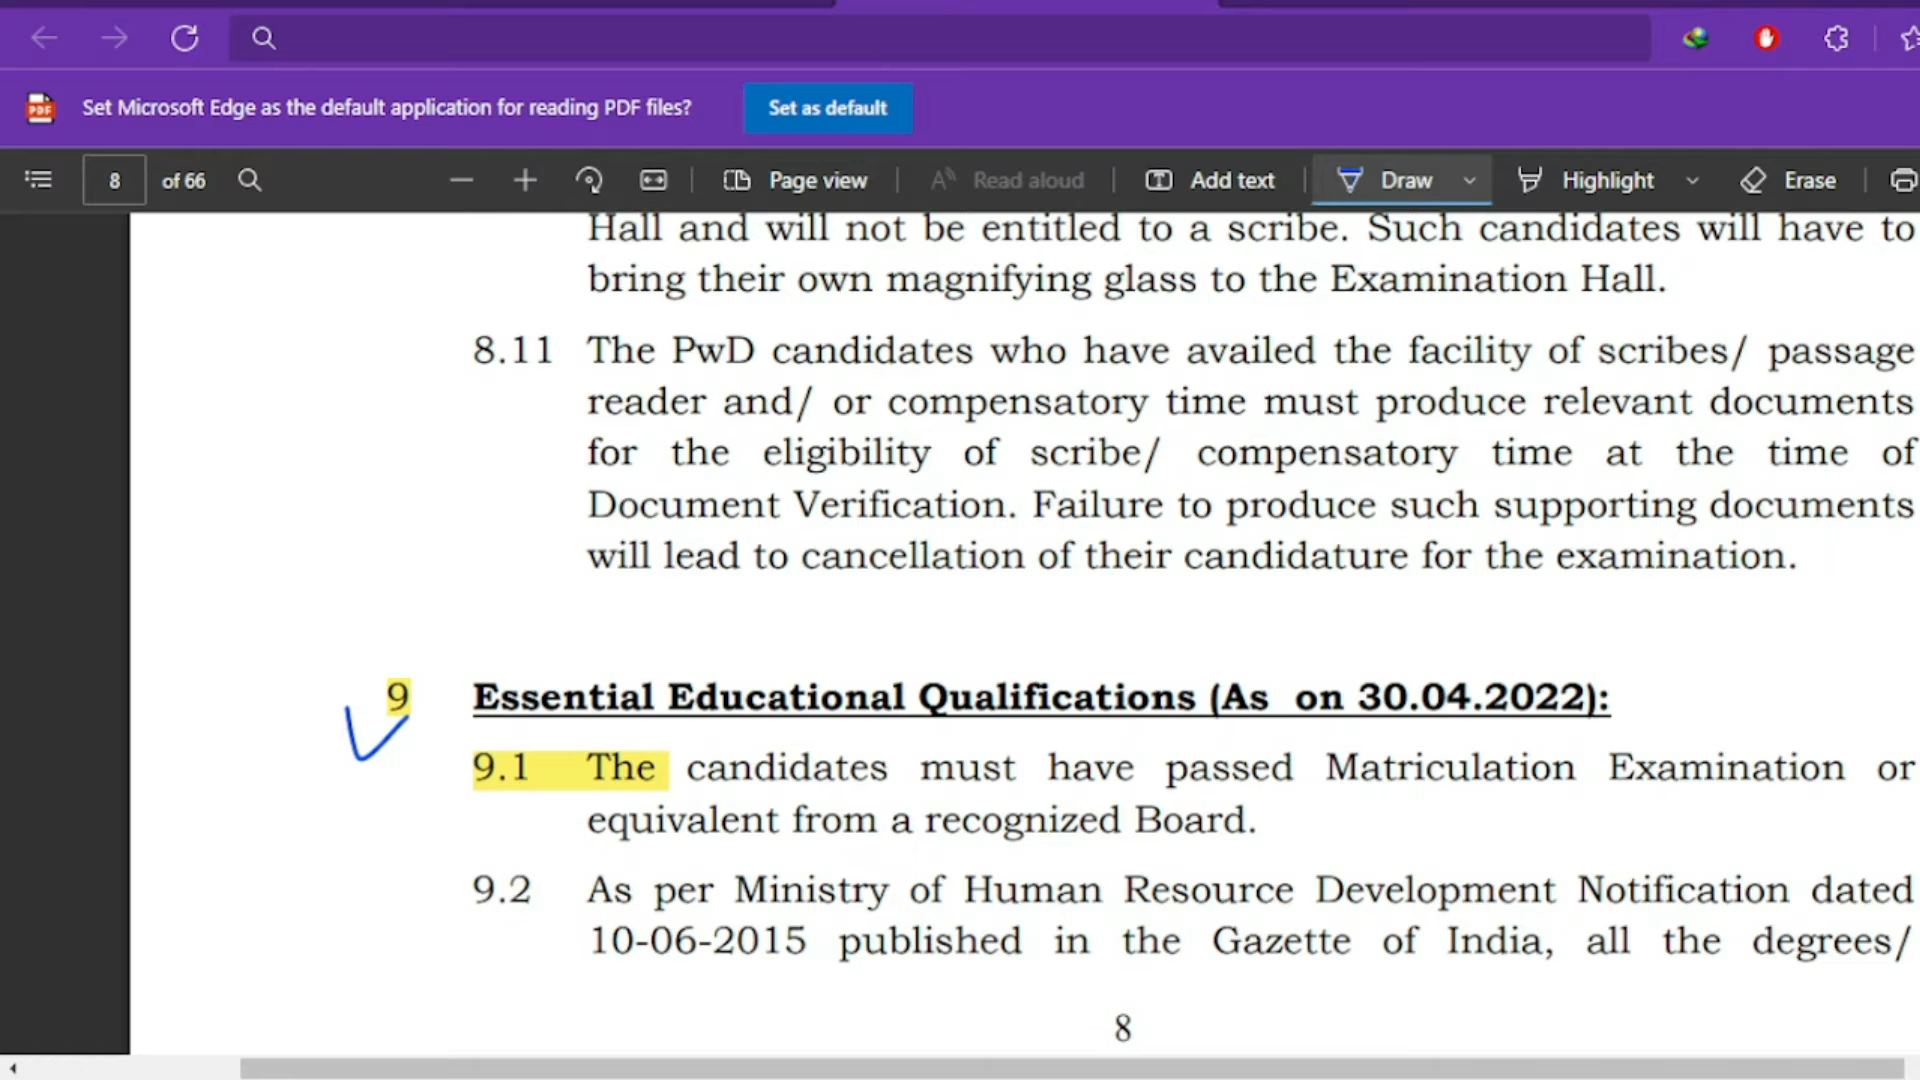 Set Microsoft Edge as the default application for reading PDF files?
Set as default
8 of 66
Page view
Read aloud
Add text
Draw
Highlight
Erase
Hall and will not be entitled to a scribe. Such candidates will have to
bring their own magnifying glass to the Examination Hall.
8.11 The PwD candidates who have availed the facility of scribes/ passage
reader and/ or compensatory time must produce relevant documents
for the eligibility of scribe/ compensatory time at the time of
Document Verification. Failure to produce such supporting documents
will lead to cancellation of their candidature for the examination.
9 Essential Educational Qualifications (As on 30.04.2022):
9.1 The candidates must have passed Matriculation Examination or
equivalent from a recognized Board.
9.2 As per Ministry of Human Resource Development Notification dated
10-06-2015 published in the Gazette of India, all the degrees/
8